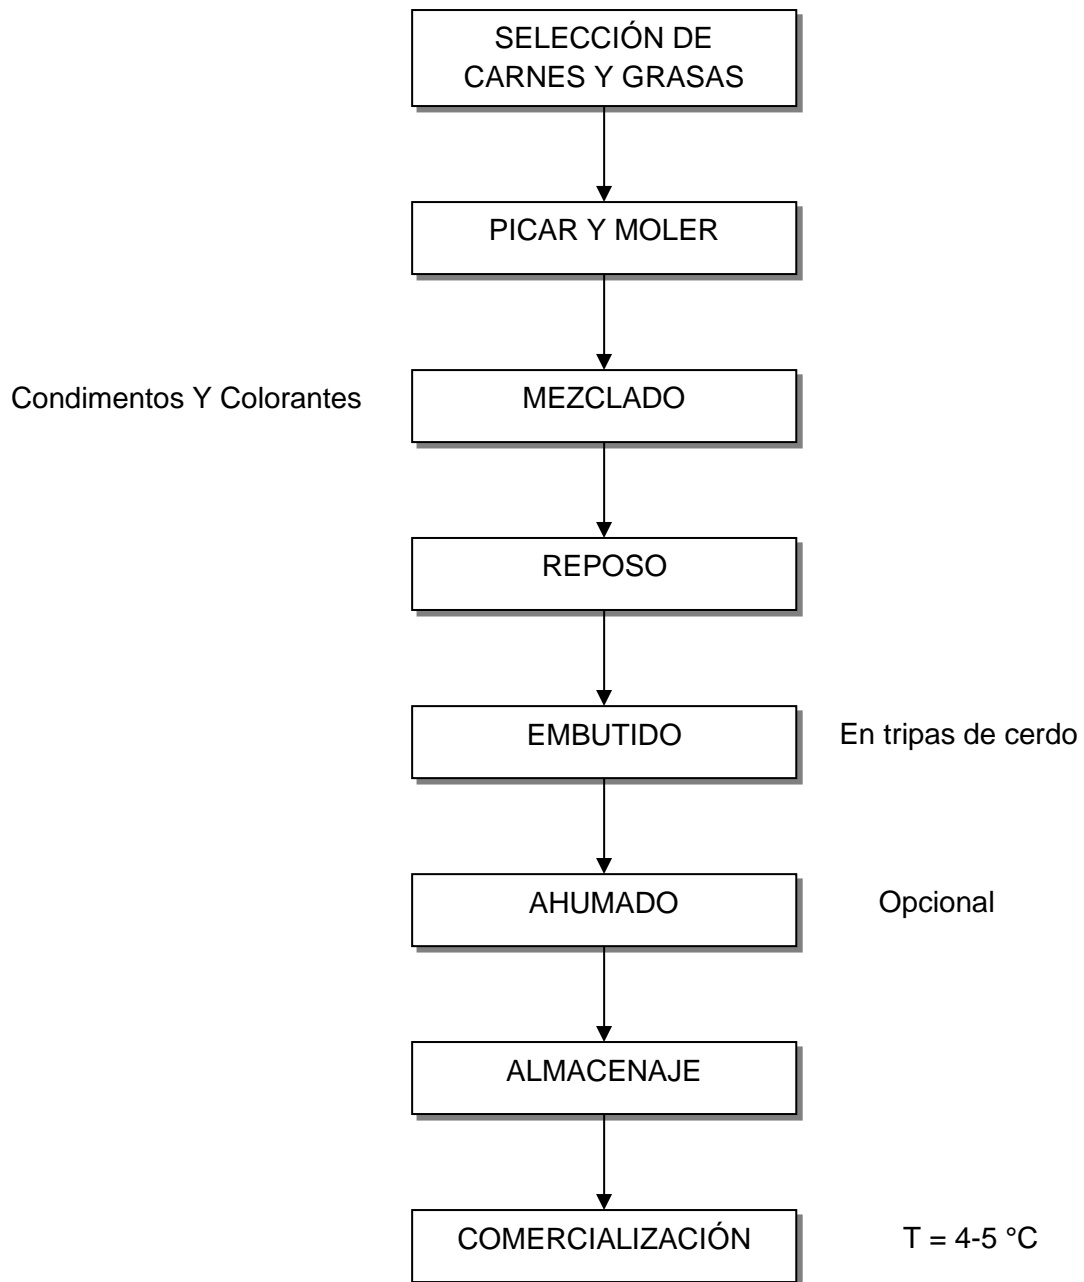 SELECCIÓN DE
CARNES Y GRASAS
PICAR Y MOLER
Condimentos Y Colorantes
MEZCLADO
REPOSO
EMBUTIDO
En tripas de cerdo
AHUMADO
Opcional
ALMACENAJE
COMERCIALIZACIÓN
T = 4-5 °C